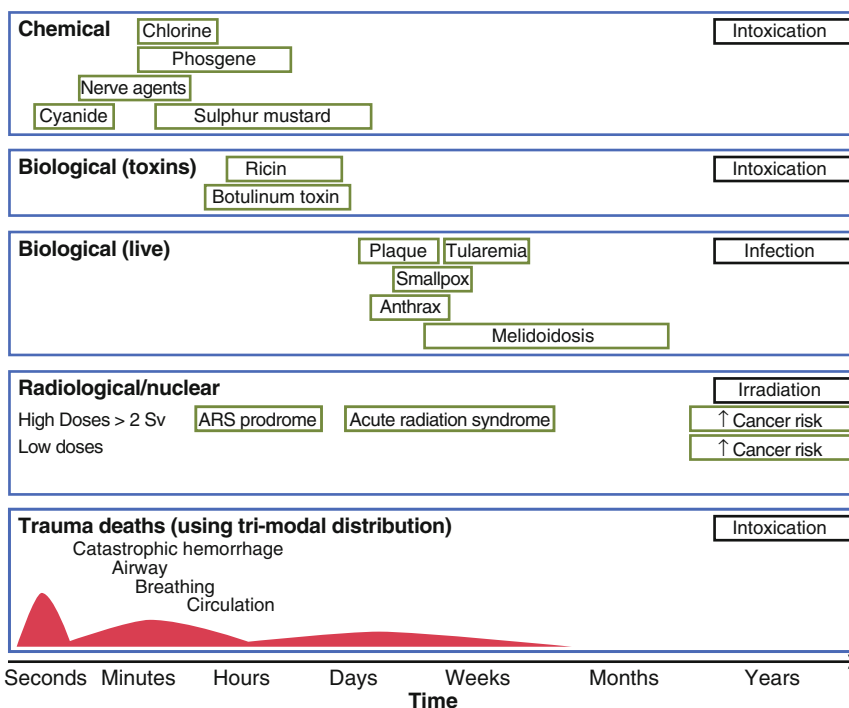 Chemical
Chlorine
Intoxication
Phosgene
Nerve agents
Cyanide
Sulphur mustard
Biological (toxins)
Ricin
Intoxication
Botulinum toxin
Biological (live)
Plaque
Tularemia
Infection
Smallpox
Anthrax
Melidoidosis
Radiological/nuclear
Irradiation
High Doses > 2 Sv
ARS prodrome
Acute radiation syndrome
↑ Cancer risk
Low doses
↑ Cancer risk
Trauma deaths (using tri-modal distribution)
Intoxication
Catastrophic hemorrhage
Airway
Breathing
Circulation
Seconds Minutes Hours Days Weeks Months Years
Time